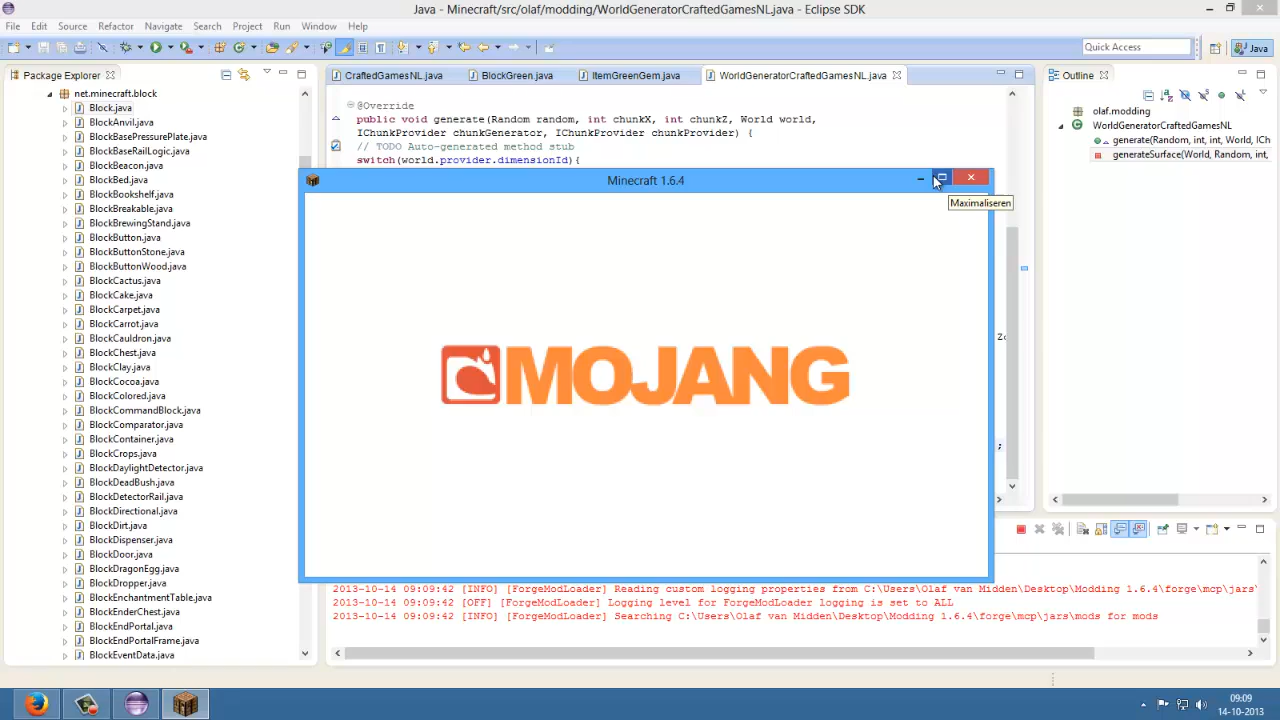 Java - Minecraft/src/olaf/modding/WorldGeneratorCraftedGamesNL.java - Eclipse SDK
File Edit Source Refactor Navigate Search Project Run Window Help
Quick Access
Java
Package Explorer
CraftedGamesNL.java BlockGreen.java ItemGreenGem.java WorldGeneratorCraftedGamesNL.java
Outline
net.minecraft.block
Block.java
BlockAnvil.java
BlockBasePressurePlate.java
BlockBaseRailLogic.java
BlockBeacon.java
BlockBed.java
BlockBookshelf.java
BlockBreakable.java
BlockBrewingStand.java
BlockButton.java
BlockButtonStone.java
BlockButtonWood.java
BlockCactus.java
BlockCake.java
BlockCarpet.java
BlockCarrot.java
BlockCauldron.java
BlockChest.java
BlockClay.java
BlockCocoa.java
BlockColored.java
BlockCommandBlock.java
BlockComparator.java
BlockContainer.java
BlockCrops.java
BlockDaylightDetector.java
BlockDeadBush.java
BlockDetectorRail.java
BlockDirectional.java
BlockDirt.java
BlockDispenser.java
BlockDoor.java
BlockDragonEgg.java
BlockDropper.java
BlockEnchantmentTable.java
BlockEnderChest.java
BlockEndPortal.java
BlockEndPortalFrame.java
BlockEventData.java
@Override
public void generate(Random random, int chunkX, int chunkZ, World world,
IChunkProvider chunkGenerator, IChunkProvider chunkProvider) {
// TODO Auto-generated method stub
switch(world.provider.dimensionId){
;
Minecraft 1.6.4
Maximaliseren
MOJANG
olaf.modding
WorldGeneratorCraftedGamesNL
generate(Random, int, int, World, ICh
generateSurface(World, Random, int,
2013-10-14 09:09:42 [INFO] [ForgeModLoader] Reading custom logging properties from C:\Users\Olaf van Midden\Desktop\Modding 1.6.4\forge\mcp\jars\
2013-10-14 09:09:42 [OFF] [ForgeModLoader] Logging level for ForgeModLoader logging is set to ALL
2013-10-14 09:09:42 [INFO] [ForgeModLoader] Searching C:\Users\Olaf van Midden\Desktop\Modding 1.6.4\forge\mcp\jars\mods for mods
09:09
14-10-2013